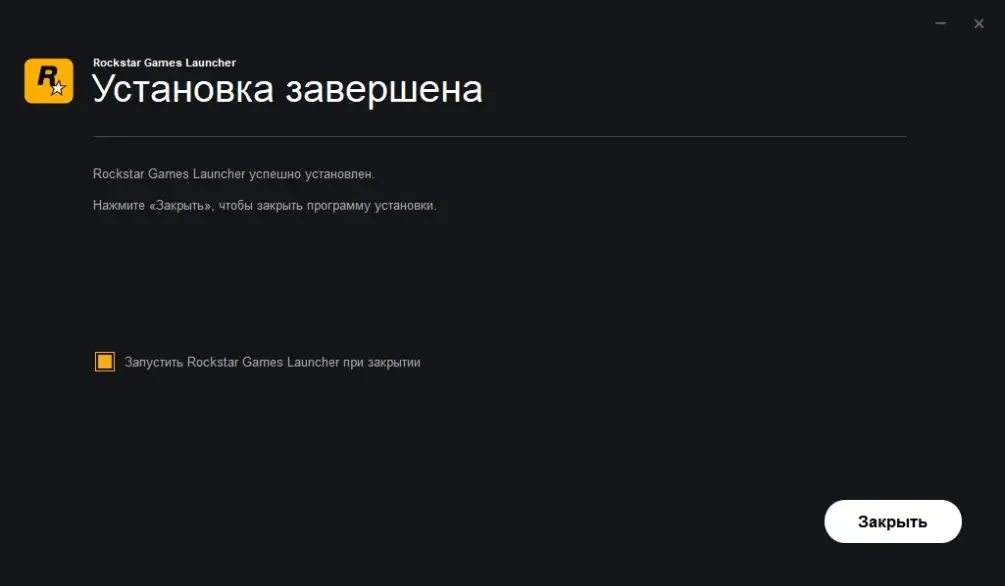 Rockstar Games Launcher
Установка завершена
Rockstar Games Launcher успешно установлен.
Нажмите «Закрыть», чтобы закрыть программу установки.
Запустить Rockstar Games Launcher при закрытии
Закрыть